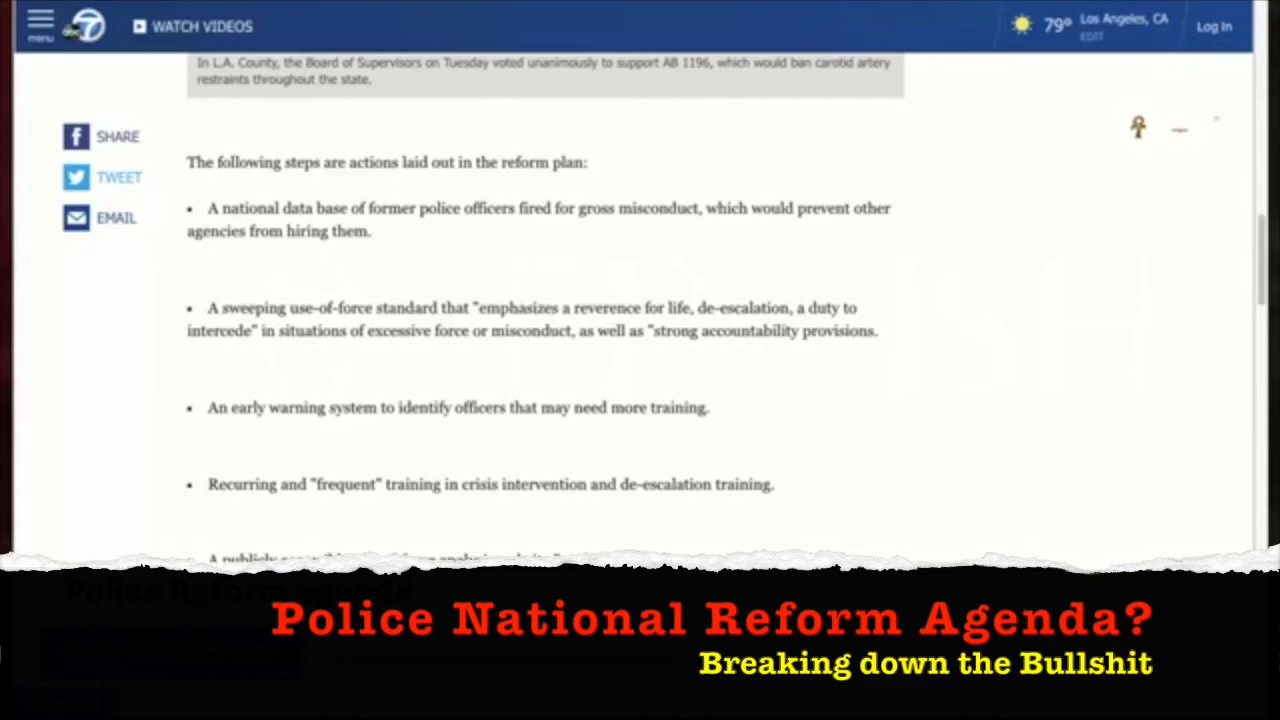 menu
abc 7
WATCH VIDEOS
79°
Los Angeles, CA
EDIT
Log In
In L.A. County, the Board of Supervisors on Tuesday voted unanimously to support AB 1196, which would ban carotid artery
restraints throughout the state.
SHARE
TWEET
EMAIL
The following steps are actions laid out in the reform plan:
• A national data base of former police officers fired for gross misconduct, which would prevent other
agencies from hiring them.
• A sweeping use-of-force standard that "emphasizes a reverence for life, de-escalation, a duty to
intercede" in situations of excessive force or misconduct, as well as "strong accountability provisions.
• An early warning system to identify officers that may need more training.
• Recurring and "frequent" training in crisis intervention and de-escalation training.
A publicly
Police Reform
Police National Reform Agenda?
Breaking down the Bullshit